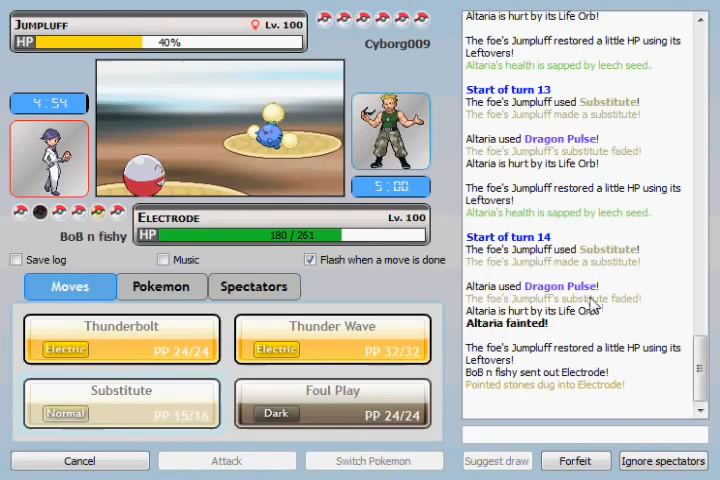 Jumpluff
Lv. 100
HP
40%
Cyborg009
4:54
5:00
Electrode
Lv. 100
HP
180 / 261
BoB n fishy
Save log
Music
Flash when a move is done
Moves
Pokemon
Spectators
Thunderbolt
Electric
PP 24/24
Thunder Wave
Electric
PP 32/32
Substitute
Normal
PP 15/16
Foul Play
Dark
PP 24/24
Cancel
Attack
Switch Pokemon
Altaria is hurt by its Life Orb!
The foe's Jumpluff restored a little HP using its
Leftovers!
Altaria's health is sapped by leech seed.
Start of turn 13
The foe's Jumpluff used Substitute!
The foe's Jumpluff made a substitute!
Altaria used Dragon Pulse!
The foe's Jumpluff's substitute faded!
Altaria is hurt by its Life Orb!
The foe's Jumpluff restored a little HP using its
Leftovers!
Altaria's health is sapped by leech seed.
Start of turn 14
The foe's Jumpluff used Substitute!
The foe's Jumpluff made a substitute!
Altaria used Dragon Pulse!
The foe's Jumpluff's substitute faded!
Altaria is hurt by its Life Orb!
Altaria fainted!
The foe's Jumpluff restored a little HP using its
Leftovers!
BoB n fishy sent out Electrode!
Pointed stones dug into Electrode!
Suggest draw
Forfeit
Ignore spectators